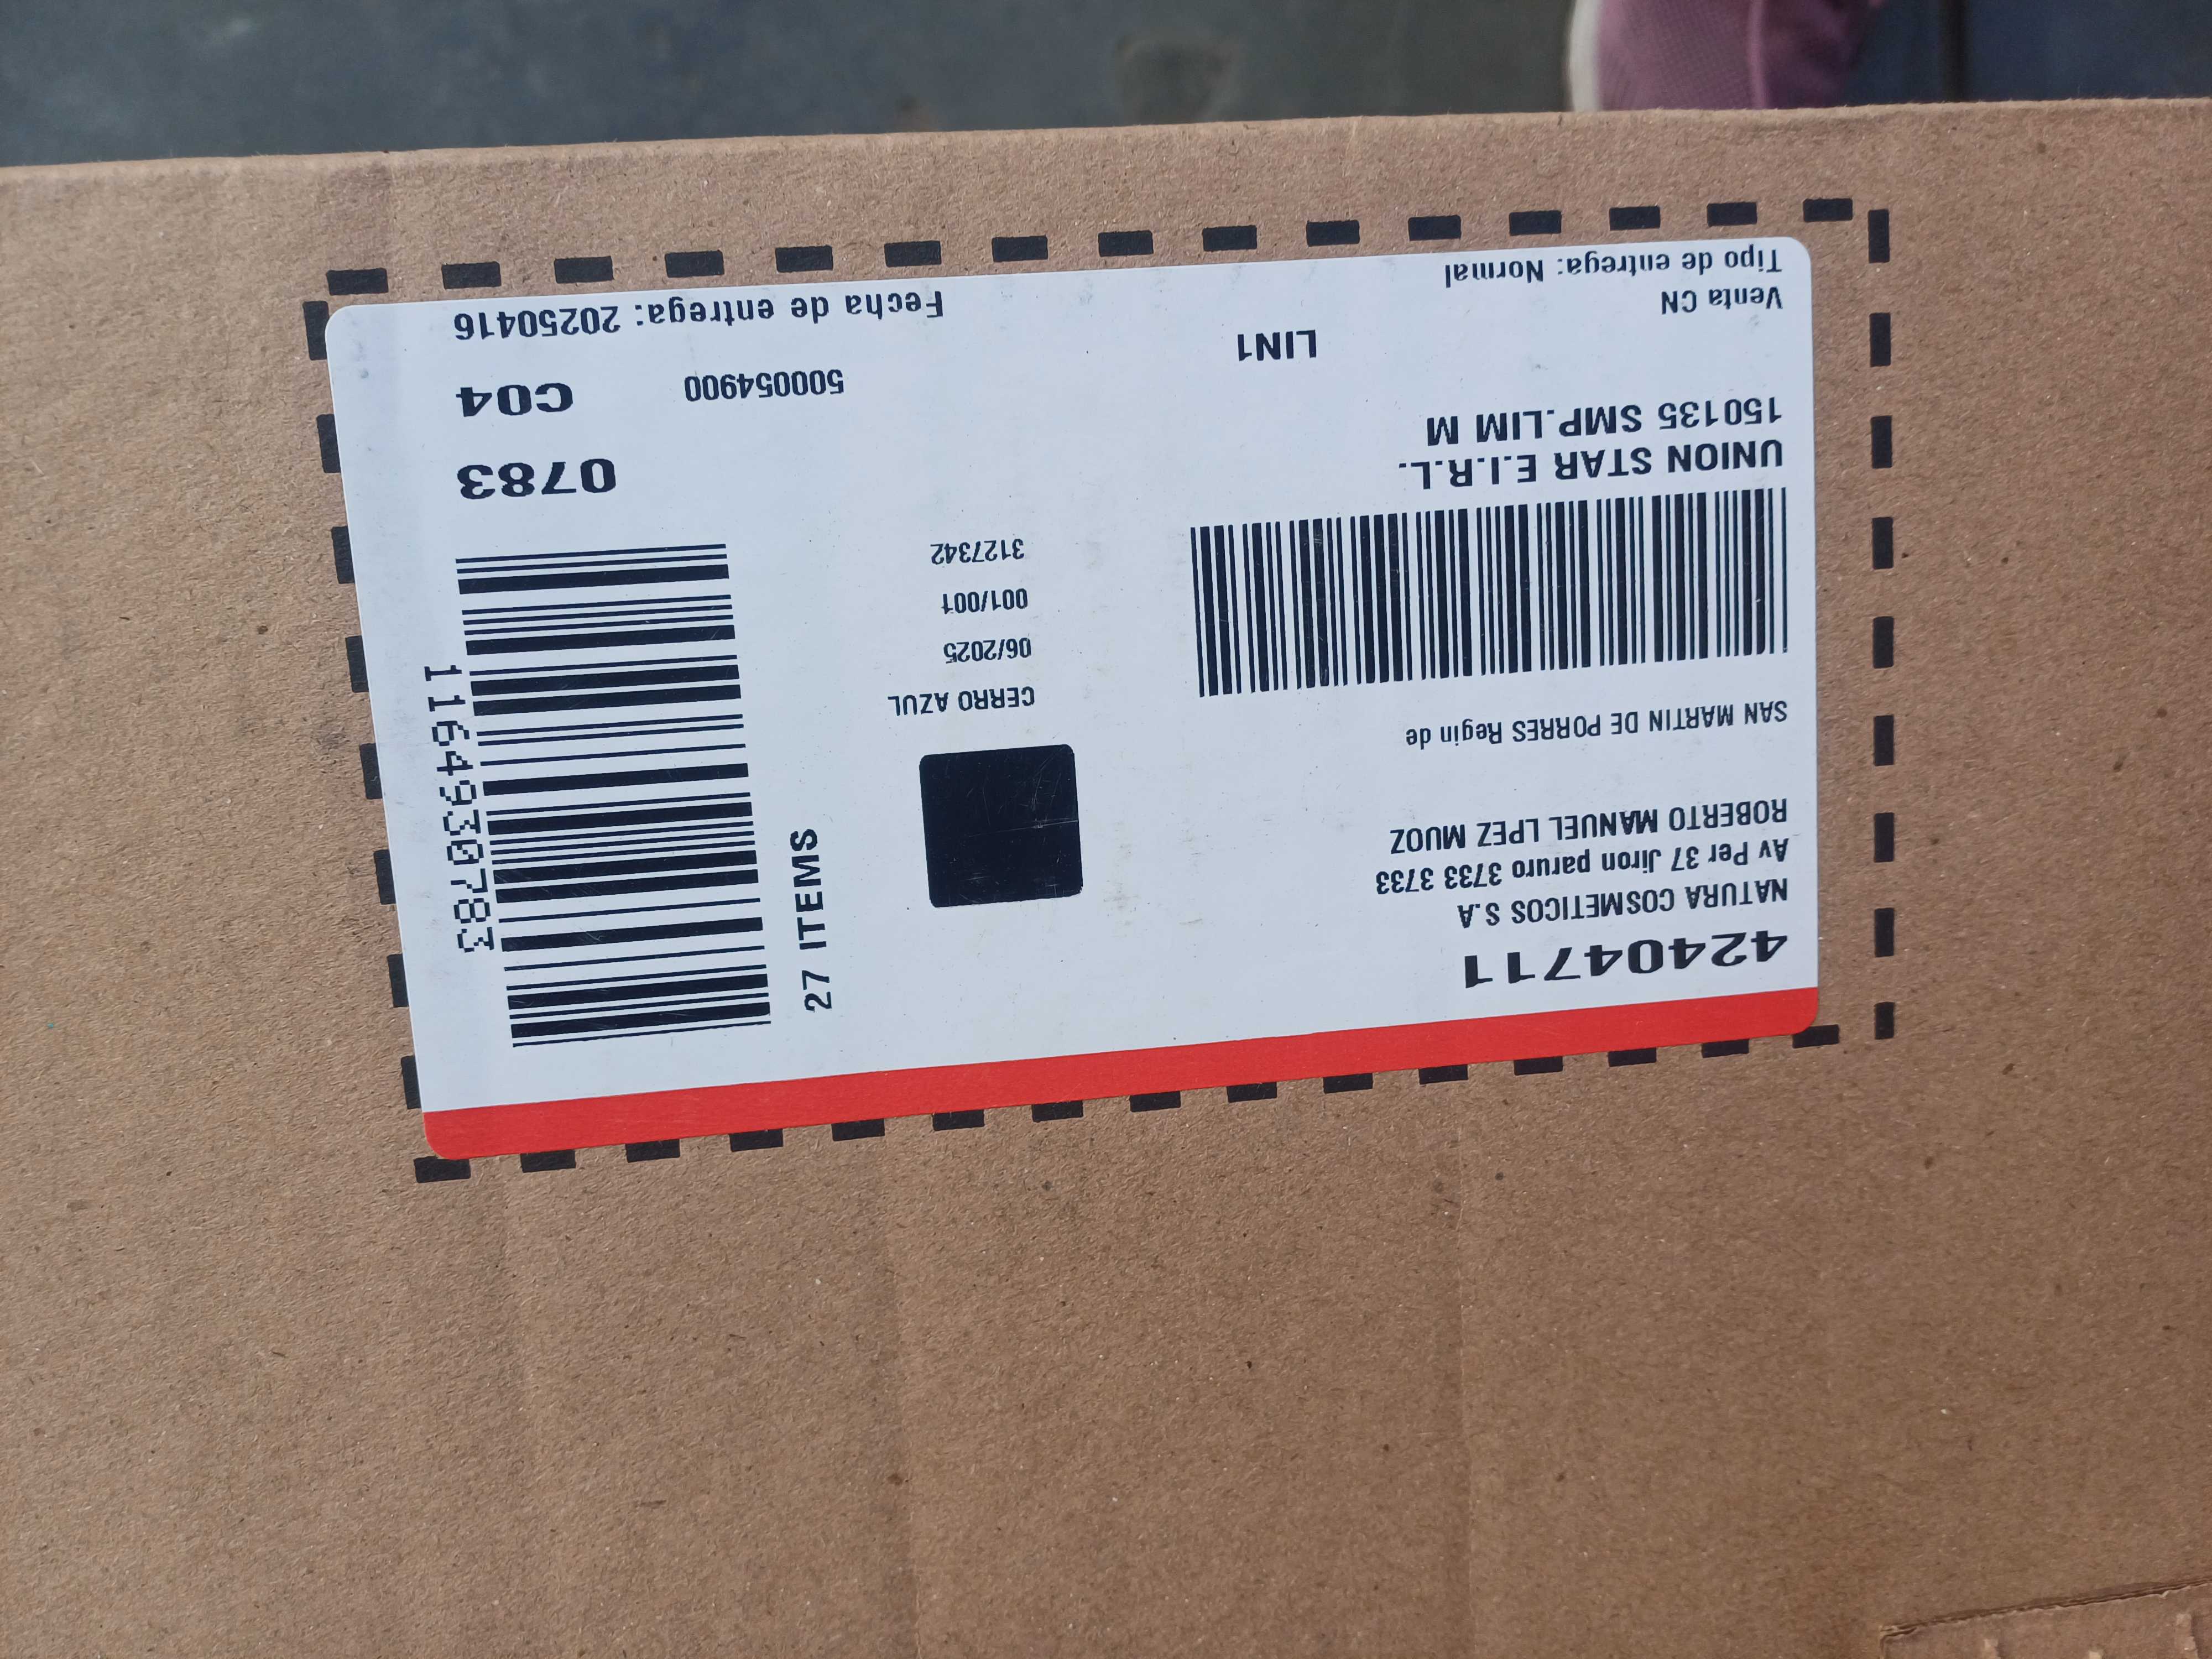 42404711
NATURA COSMETICOS S.A
Av Per 37 Jiron paruro 3733 3733
ROBERTO MANUEL LPEZ MUOZ
SAN MARTIN DE PORRES Regin de
UNION STAR E.I.R.L.
150135 SMP.LIM M
LIN1
Venta CN
Tipo de entrega: Normal
CERRO AZUL
06/2025
001/001
3127342
27 ITEMS
1164930783
0783
500054900
C04
Fecha de entrega: 20250416